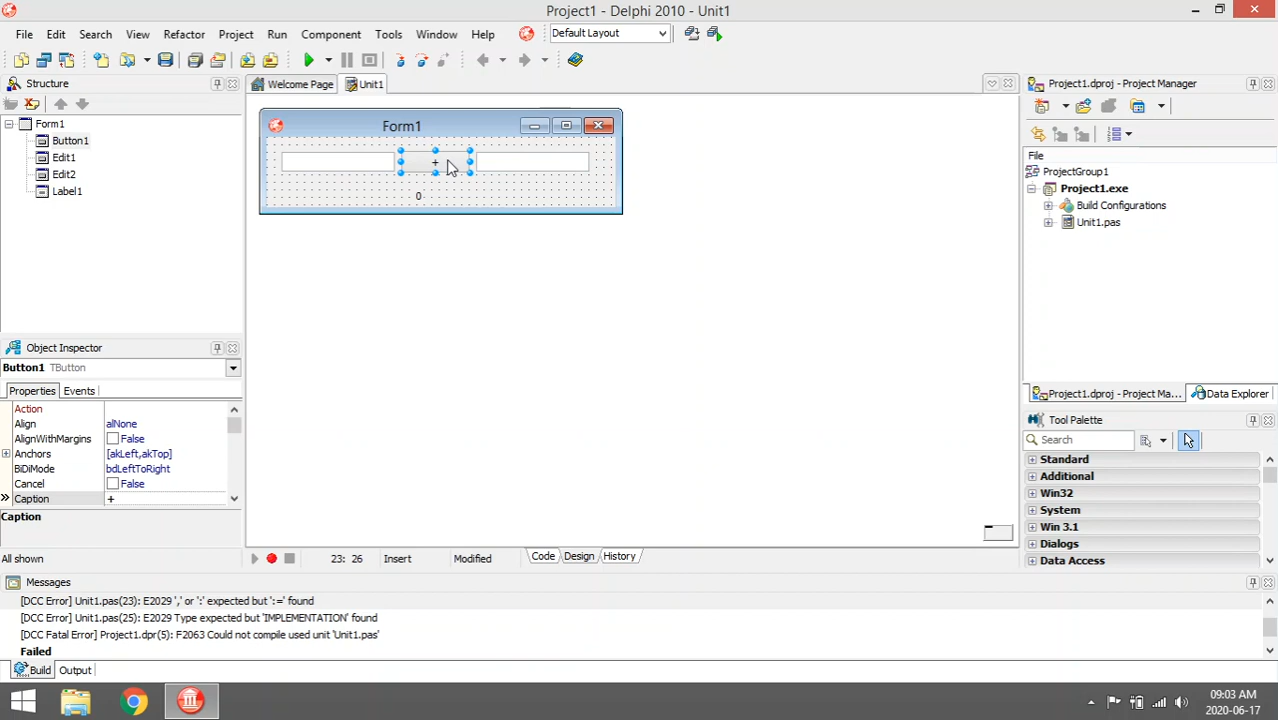 Project1 - Delphi 2010 - Unit1
File Edit Search View Refactor Project Run Component Tools Window Help Default Layout
Structure
Form1
Button1
Edit1
Edit2
Label1
Object Inspector
Button1 TButton
Properties Events
Action
Align alNone
AlignWithMargins False
Anchors [akLeft,akTop]
BiDiMode bdLeftToRight
Cancel False
Caption +
Caption
All shown
Welcome Page Unit1
Form1
+
0
23: 26 Insert Modified Code Design History
Project1.dproj - Project Manager
File
ProjectGroup1
Project1.exe
Build Configurations
Unit1.pas
Project1.dproj - Project Ma... Data Explorer
Tool Palette
Search
Standard
Additional
Win32
System
Win 3.1
Dialogs
Data Access
Messages
[DCC Error] Unit1.pas(23): E2029 ',' or ':' expected but ':=' found
[DCC Error] Unit1.pas(25): E2029 Type expected but 'IMPLEMENTATION' found
[DCC Fatal Error] Project1.dpr(5): F2063 Could not compile used unit 'Unit1.pas'
Failed
Build Output
09:03 AM
2020-06-17